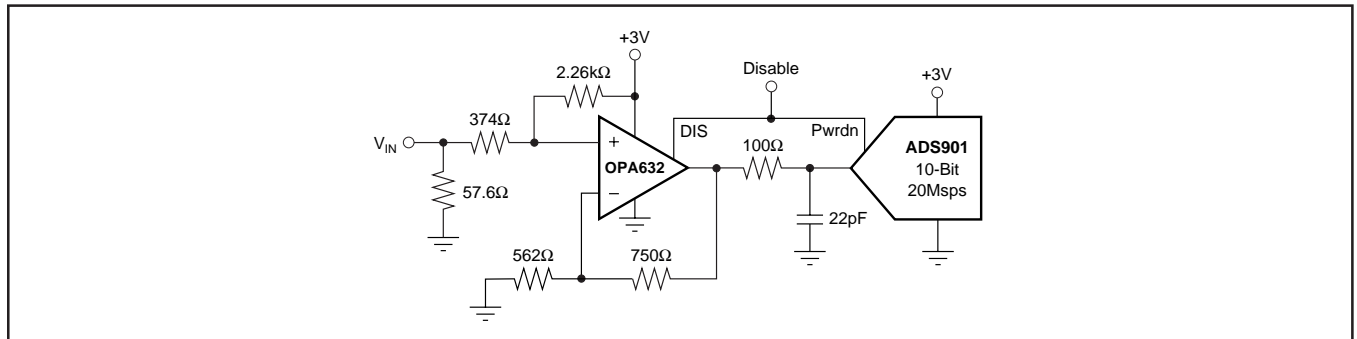 +3V
2.26kΩ
Disable
+3V
374Ω
DIS
Pwrdn
V_IN
+
100Ω
ADS901
10-Bit
20Msps
OPA632
57.6Ω
−
22pF
562Ω
750Ω